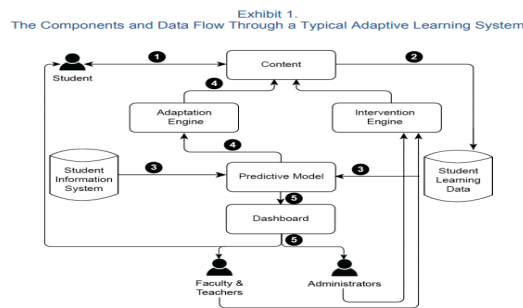 Exhibit 1.
The Components and Data Flow Through a Typical Adaptive Learning System
1
2
Student
Content
4
Adaptation
Engine
Intervention
Engine
4
Student
Information
System
3
Predictive Model
3
Student
Learning
Data
5
Dashboard
5
Faculty &
Teachers
Administrators